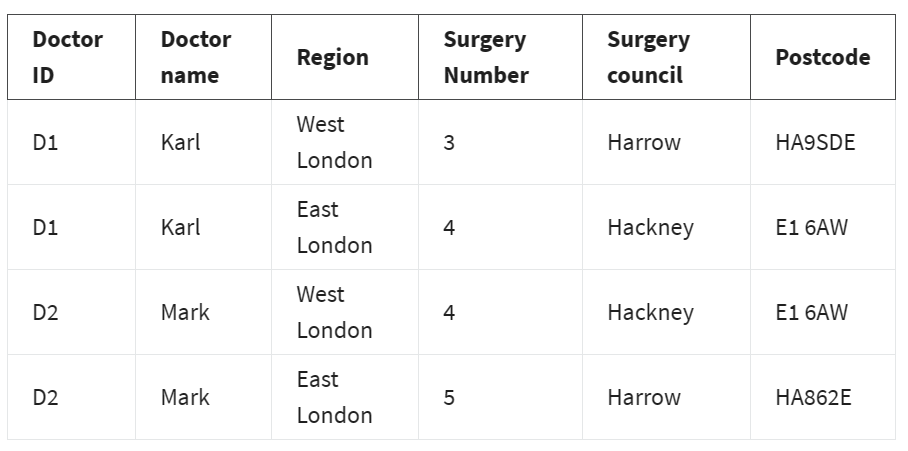 Doctor ID	Doctor name	Region	Surgery Number	Surgery council	Postcode
D1	Karl	West London	3	Harrow	HA9SDE
D1	Karl	East London	4	Hackney	E1 6AW
D2	Mark	West London	4	Hackney	E1 6AW
D2	Mark	East London	5	Harrow	HA862E